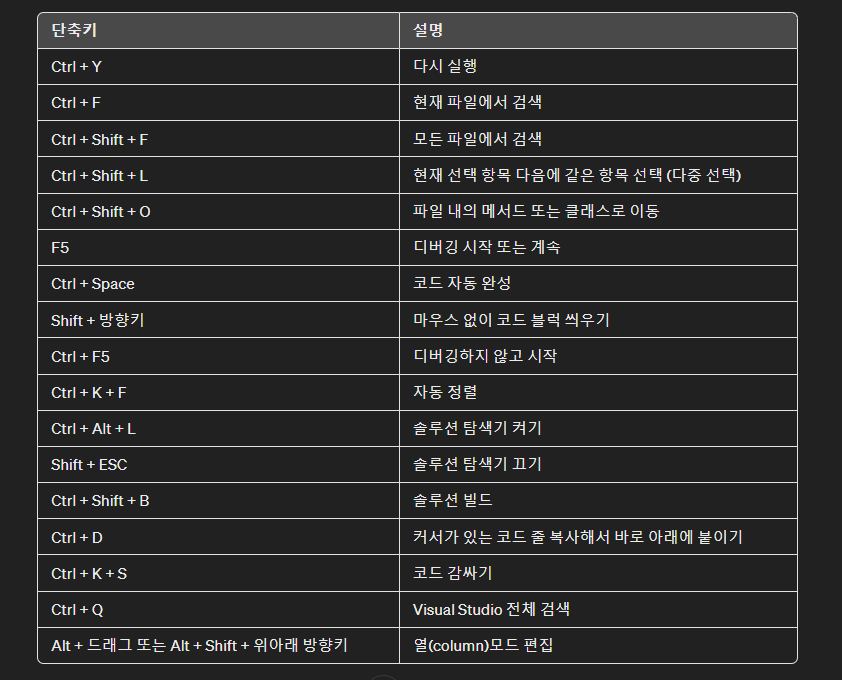 단축키 설명
Ctrl + Y 다시 실행
Ctrl + F 현재 파일에서 검색
Ctrl + Shift + F 모든 파일에서 검색
Ctrl + Shift + L 현재 선택 항목 다음에 같은 항목 선택 (다중 선택)
Ctrl + Shift + O 파일 내의 메서드 또는 클래스로 이동
F5 디버깅 시작 또는 계속
Ctrl + Space 코드 자동 완성
Shift + 방향키 마우스 없이 코드 블럭 씌우기
Ctrl + F5 디버깅하지 않고 시작
Ctrl + K + F 자동 정렬
Ctrl + Alt + L 솔루션 탐색기 켜기
Shift + ESC 솔루션 탐색기 끄기
Ctrl + Shift + B 솔루션 빌드
Ctrl + D 커서가 있는 코드 줄 복사해서 바로 아래에 붙이기
Ctrl + K + S 코드 감싸기
Ctrl + Q Visual Studio 전체 검색
Alt + 드래그 또는 Alt + Shift + 위아래 방향키 열(column)모드 편집